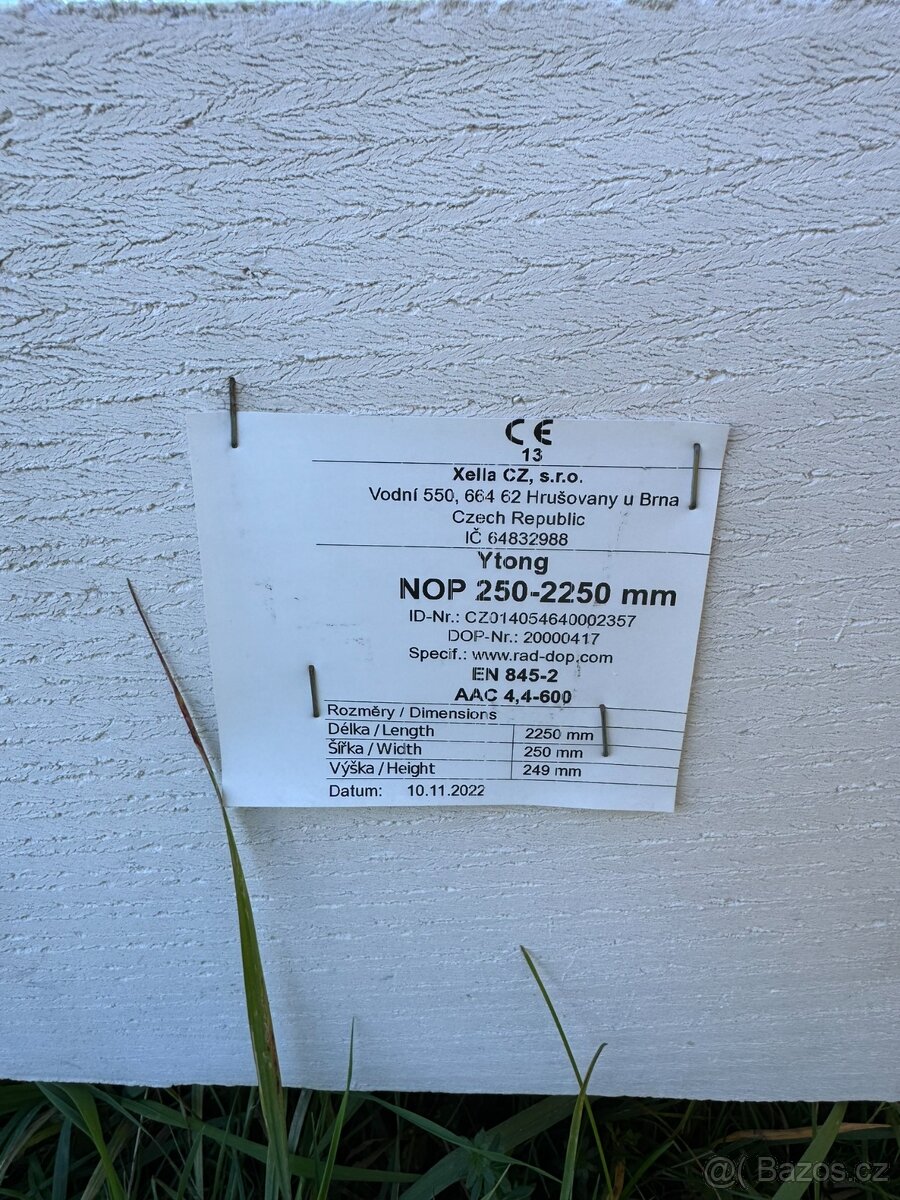 CE
13
Xella CZ, s.r.o.
Vodní 550, 664 62 Hrušovany u Brna
Czech Republic
IČ 64832988
Ytong
NOP 250-2250 mm
ID-Nr.: CZ014054640002357
DOP-Nr.: 20000417
Specif.: www.rad-dop.com
EN 845-2
AAC 4,4-600
Rozměry / Dimensions
Délka / Length 2250 mm
Šířka / Width 250 mm
Výška / Height 249 mm
Datum: 10.11.2022
@( Bazos.cz